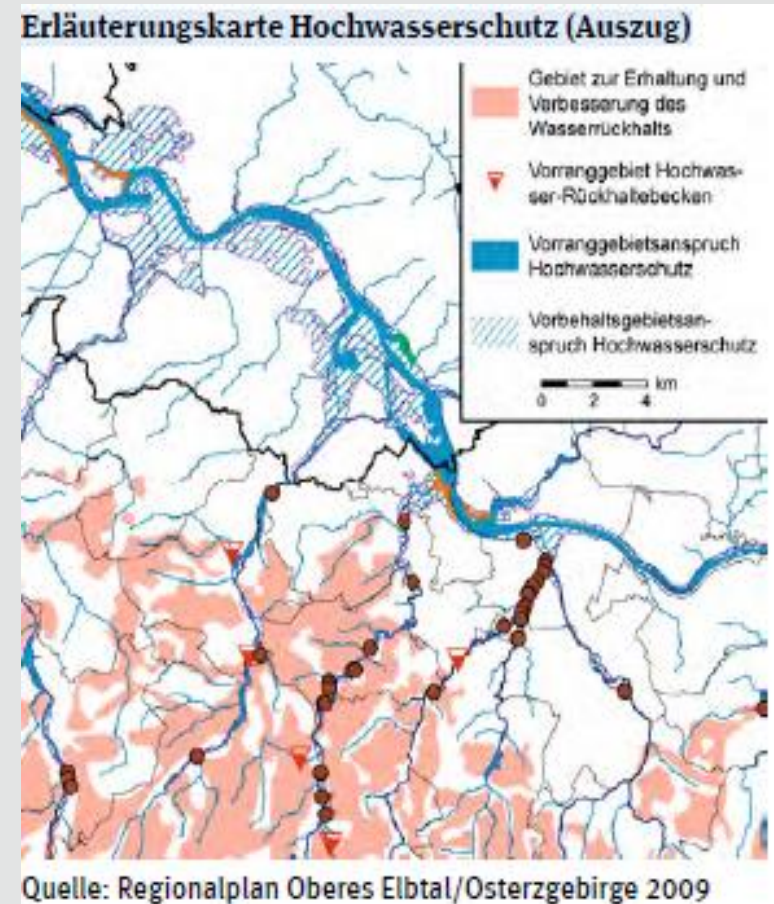 Erläuterungskarte Hochwasserschutz (Auszug)
Gebiet zur Erhaltung und
Verbesserung des
Wasserrückhalts
Vorranggebiet Hochwas-
ser-Rückhaltebecken
Vorranggebietsanspruch
Hochwasserschutz
Vorbehaltsgebietsan-
spruch Hochwasserschutz
km
0 2 4
Quelle: Regionalplan Oberes Elbtal/Osterzgebirge 2009